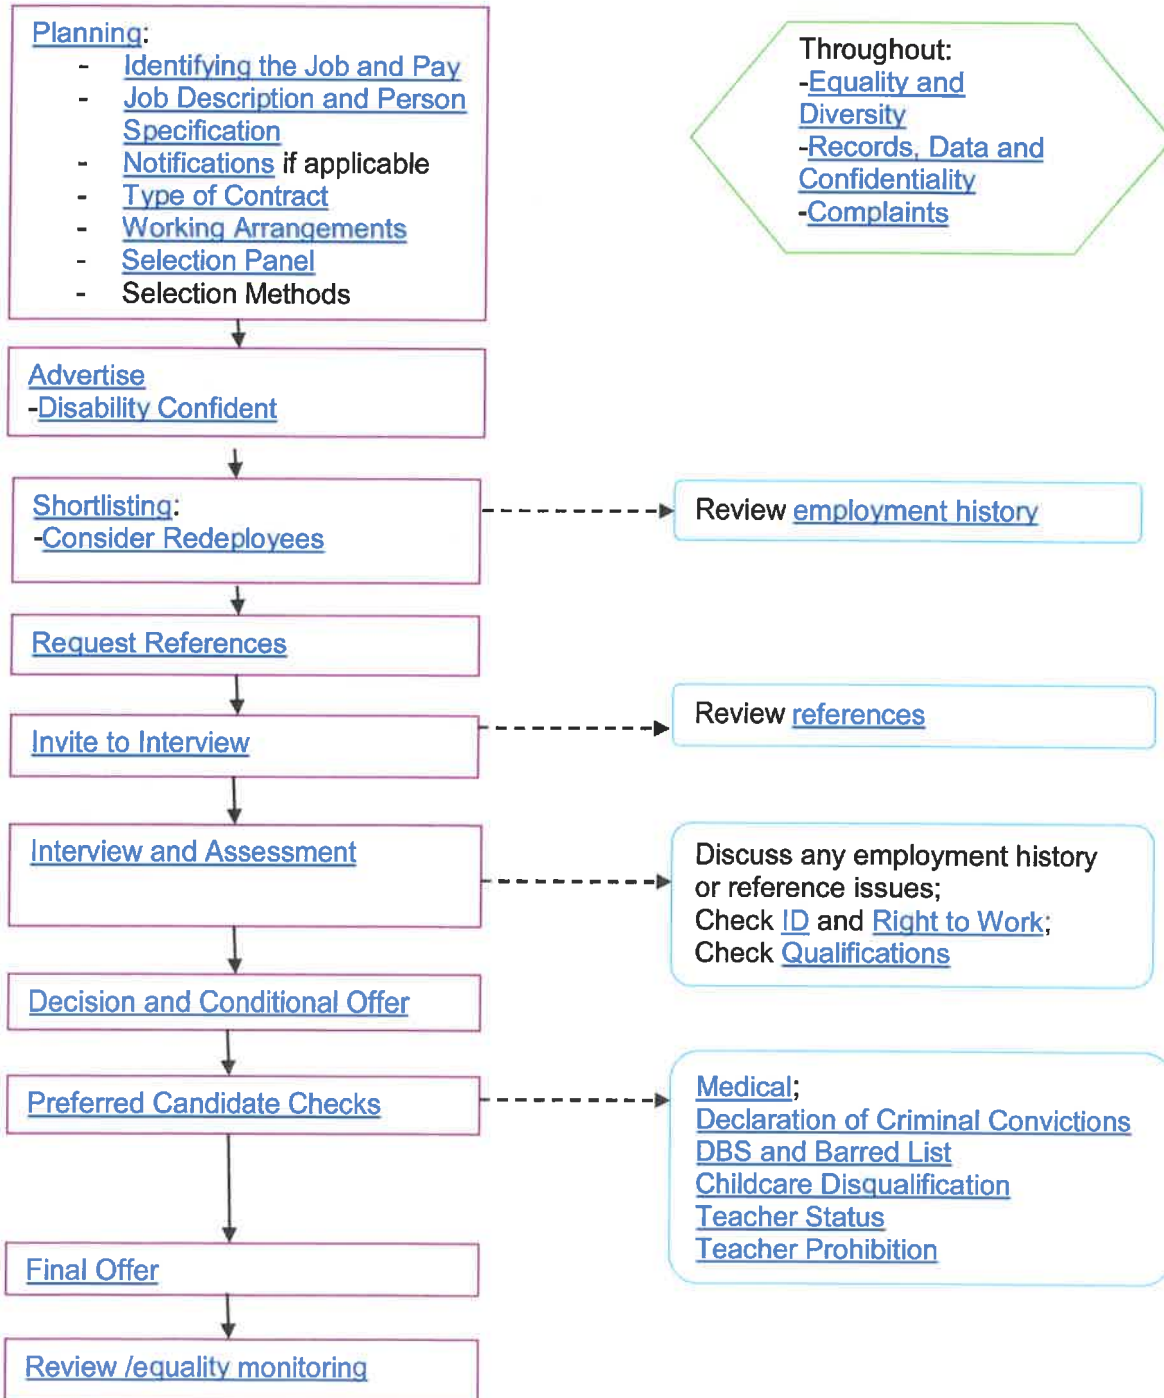 Planning:
- Identifying the Job and Pay
- Job Description and Person
Specification
- Notifications if applicable
- Type of Contract
- Working Arrangements
- Selection Panel
- Selection Methods
Throughout:
-Equality and
Diversity
-Records, Data and
Confidentiality
-Complaints
Advertise
-Disability Confident
Shortlisting:
-Consider Redeployees
Review employment history
Request References
Invite to Interview
Review references
Interview and Assessment
Discuss any employment history
or reference issues;
Check ID and Right to Work;
Check Qualifications
Decision and Conditional Offer
Preferred Candidate Checks
Medical;
Declaration of Criminal Convictions
DBS and Barred List
Childcare Disqualification
Teacher Status
Teacher Prohibition
Final Offer
Review /equality monitoring